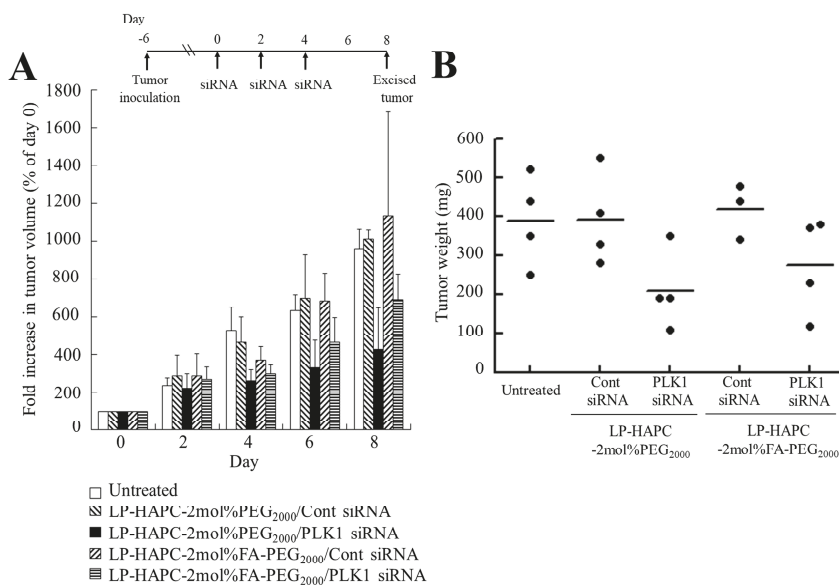 Day
-6 0 2 4 6 8
Tumor inoculation siRNA siRNA siRNA Excised tumor
A
Fold increase in tumor volume (% of day 0)
1800
1600
1400
1200
1000
800
600
400
200
0
0 2 4 6 8
Day
Untreated
LP-HAPC-2mol%PEG2000/Cont siRNA
LP-HAPC-2mol%PEG2000/PLK1 siRNA
LP-HAPC-2mol%FA-PEG2000/Cont siRNA
LP-HAPC-2mol%FA-PEG2000/PLK1 siRNA
B
Tumor weight (mg)
600
500
400
300
200
100
0
Untreated
Cont siRNA
PLK1 siRNA
Cont siRNA
PLK1 siRNA
LP-HAPC
-2mol%PEG2000
LP-HAPC
-2mol%FA-PEG2000